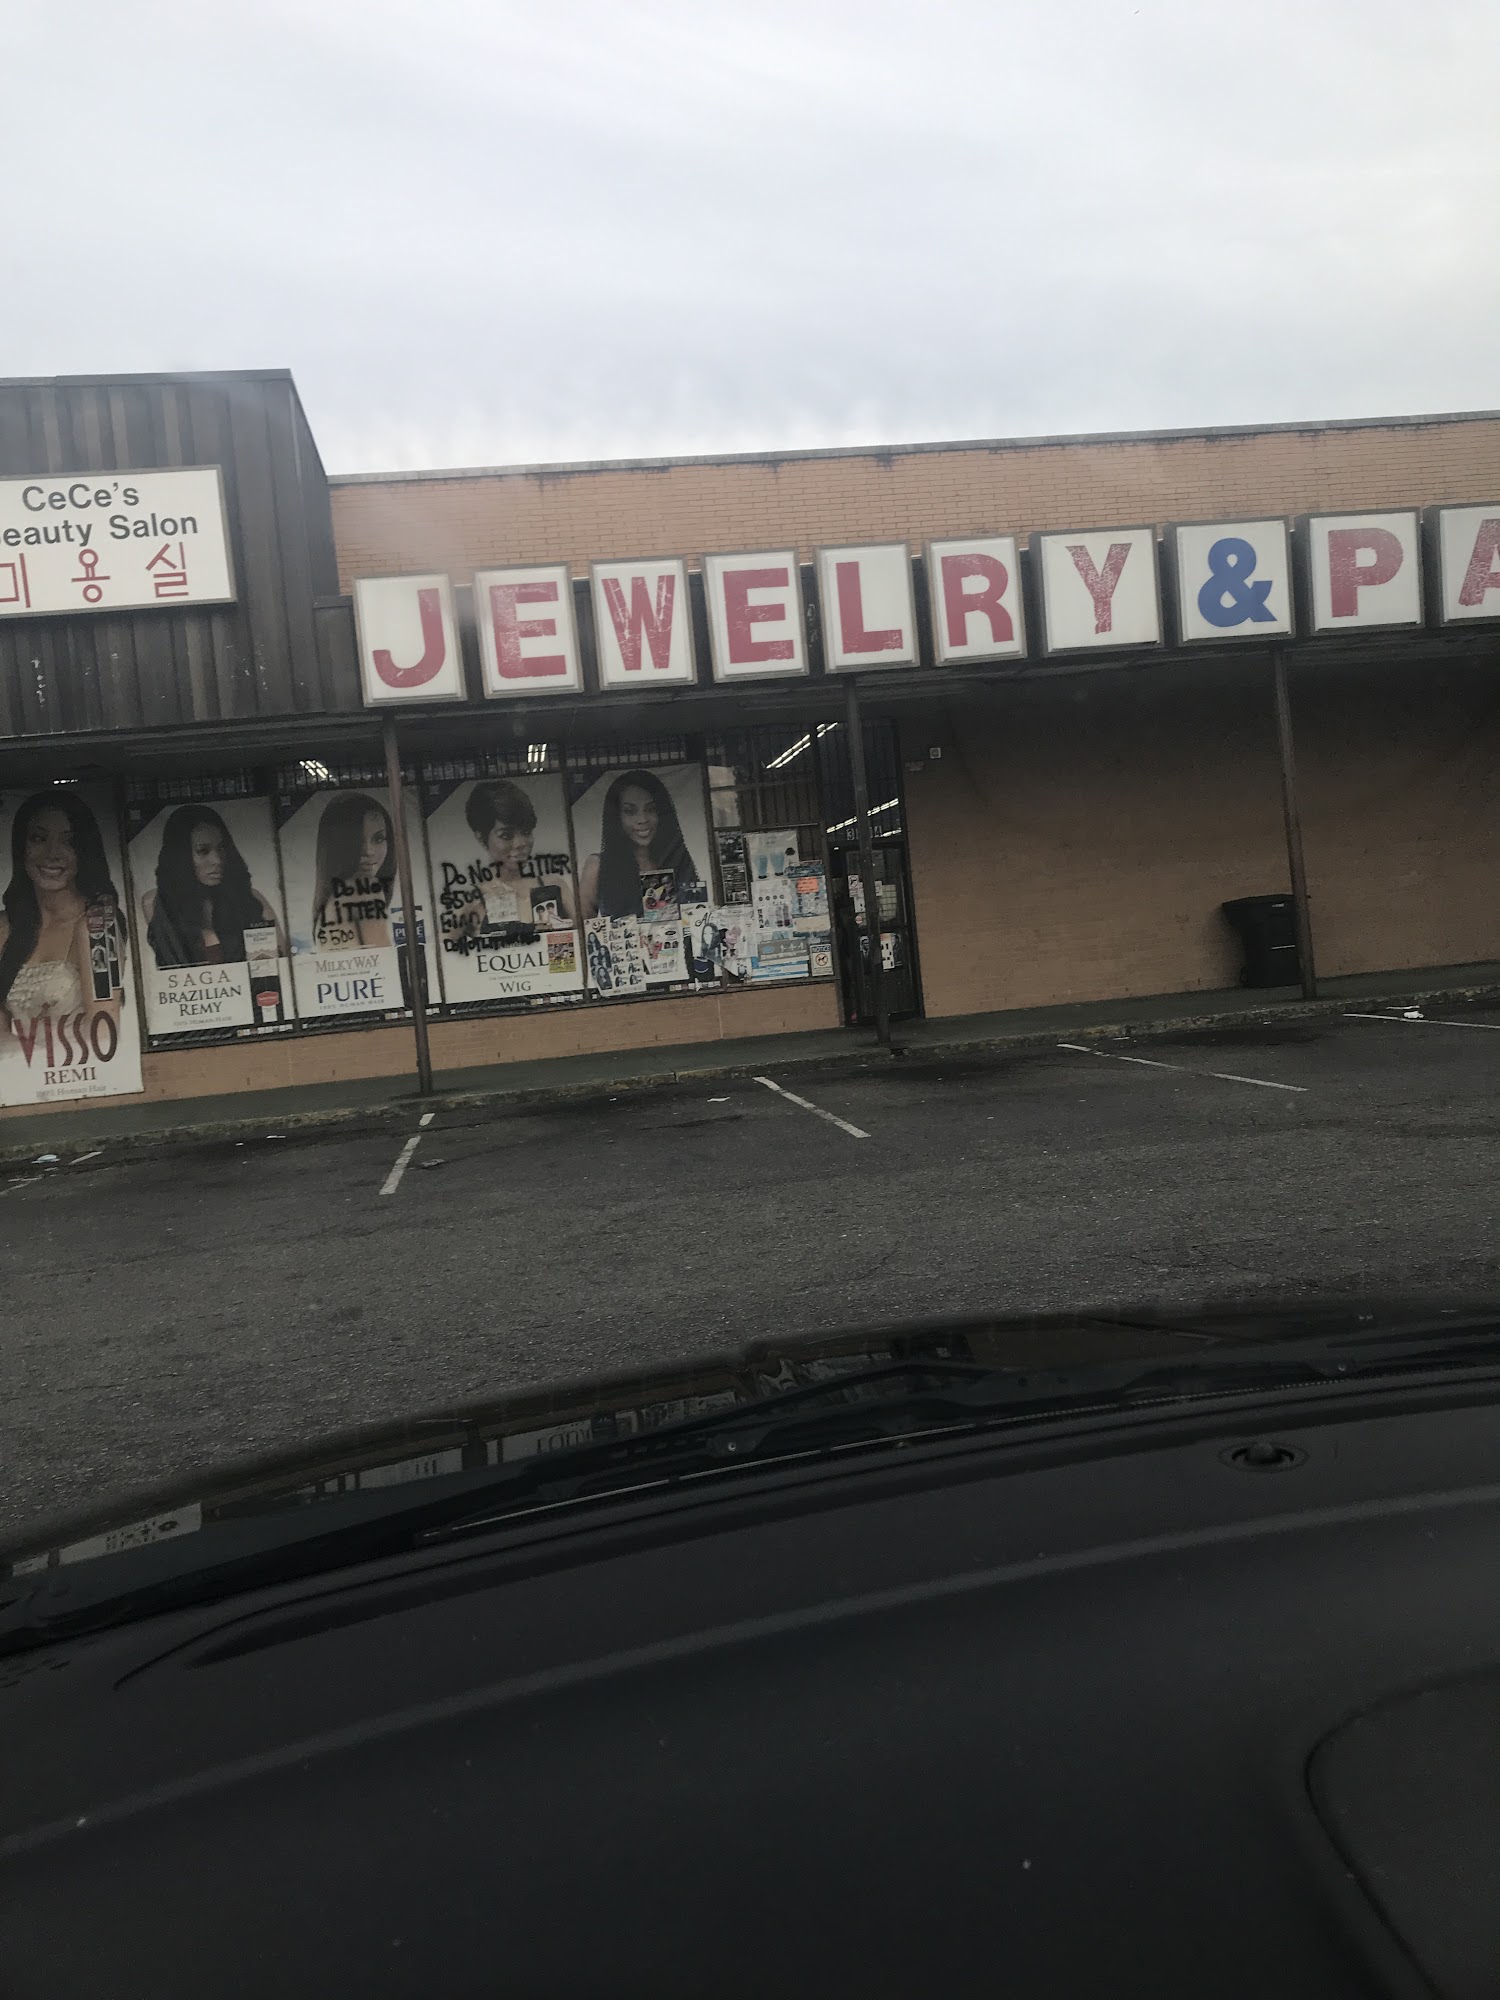 CeCe's
eauty Salon
미용실
JEWELRY & PA
VISSO
REMI
SAGA
BRAZILIAN
REMY
DO NOT
LITTER
$500
MILKYWAY
PURÉ
DO NOT LITTER
$500
EQUAL
WIG